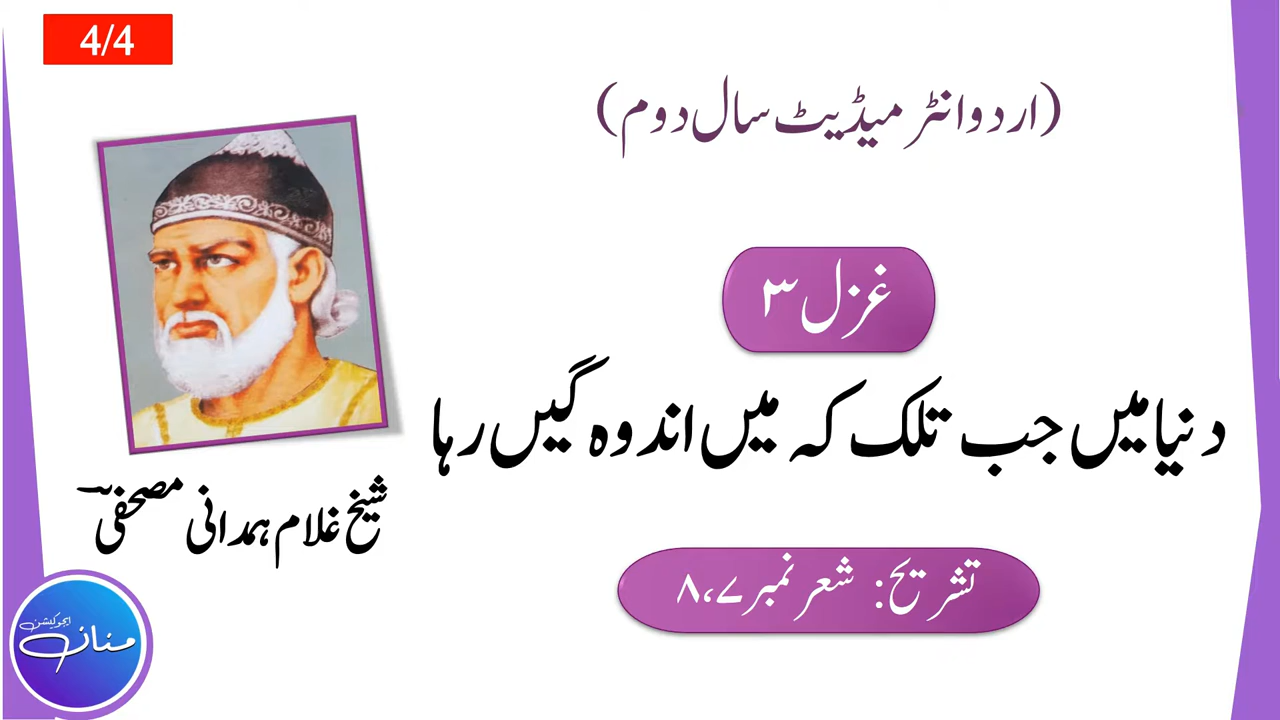 4/4
(اردو انٹرمیڈیٹ سال دوم)
غزل ۳
دنیا میں جب تلک کہ میں اندوہ گیں رہا
شیخ غلام ہمدانی مصحفیؔ
تشریح: شعر نمبر ۷،۸
ایجوکیشن
منان